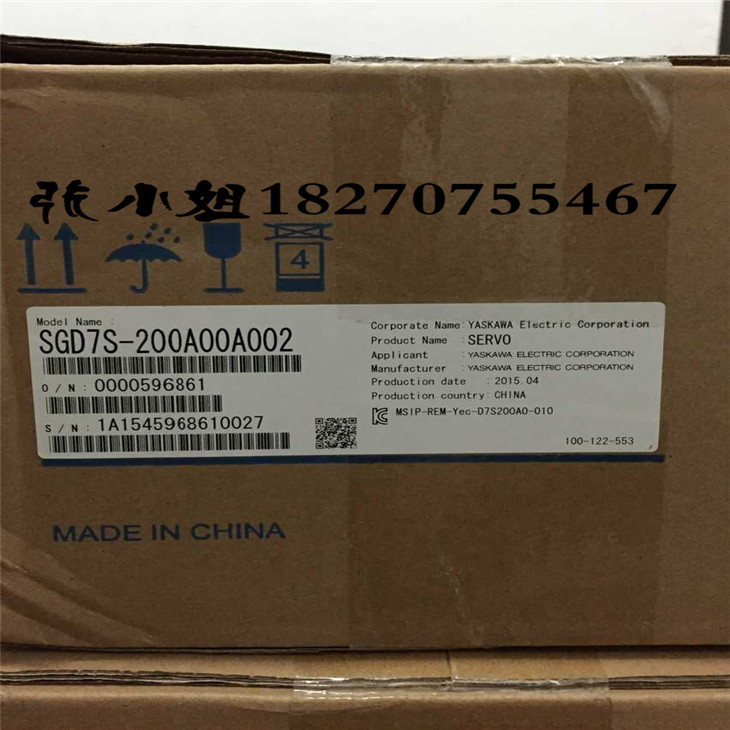 张小姐18270755467
4
Model Name :
SGD7S-200A00A002
O/N: 0000596861
S/N: 1A1545968610027
Corporate Name: YASKAWA Electric Corporation
Product Name : SERVO
Applicant : YASKAWA ELECTRIC CORPORATION
Manufacturer : YASKAWA ELECTRIC CORPORATION
Production date : 2015.04
Production country: CHINA
MSIP-REM-Yec-D7S200A0-010
100-122-553
MADE IN CHINA